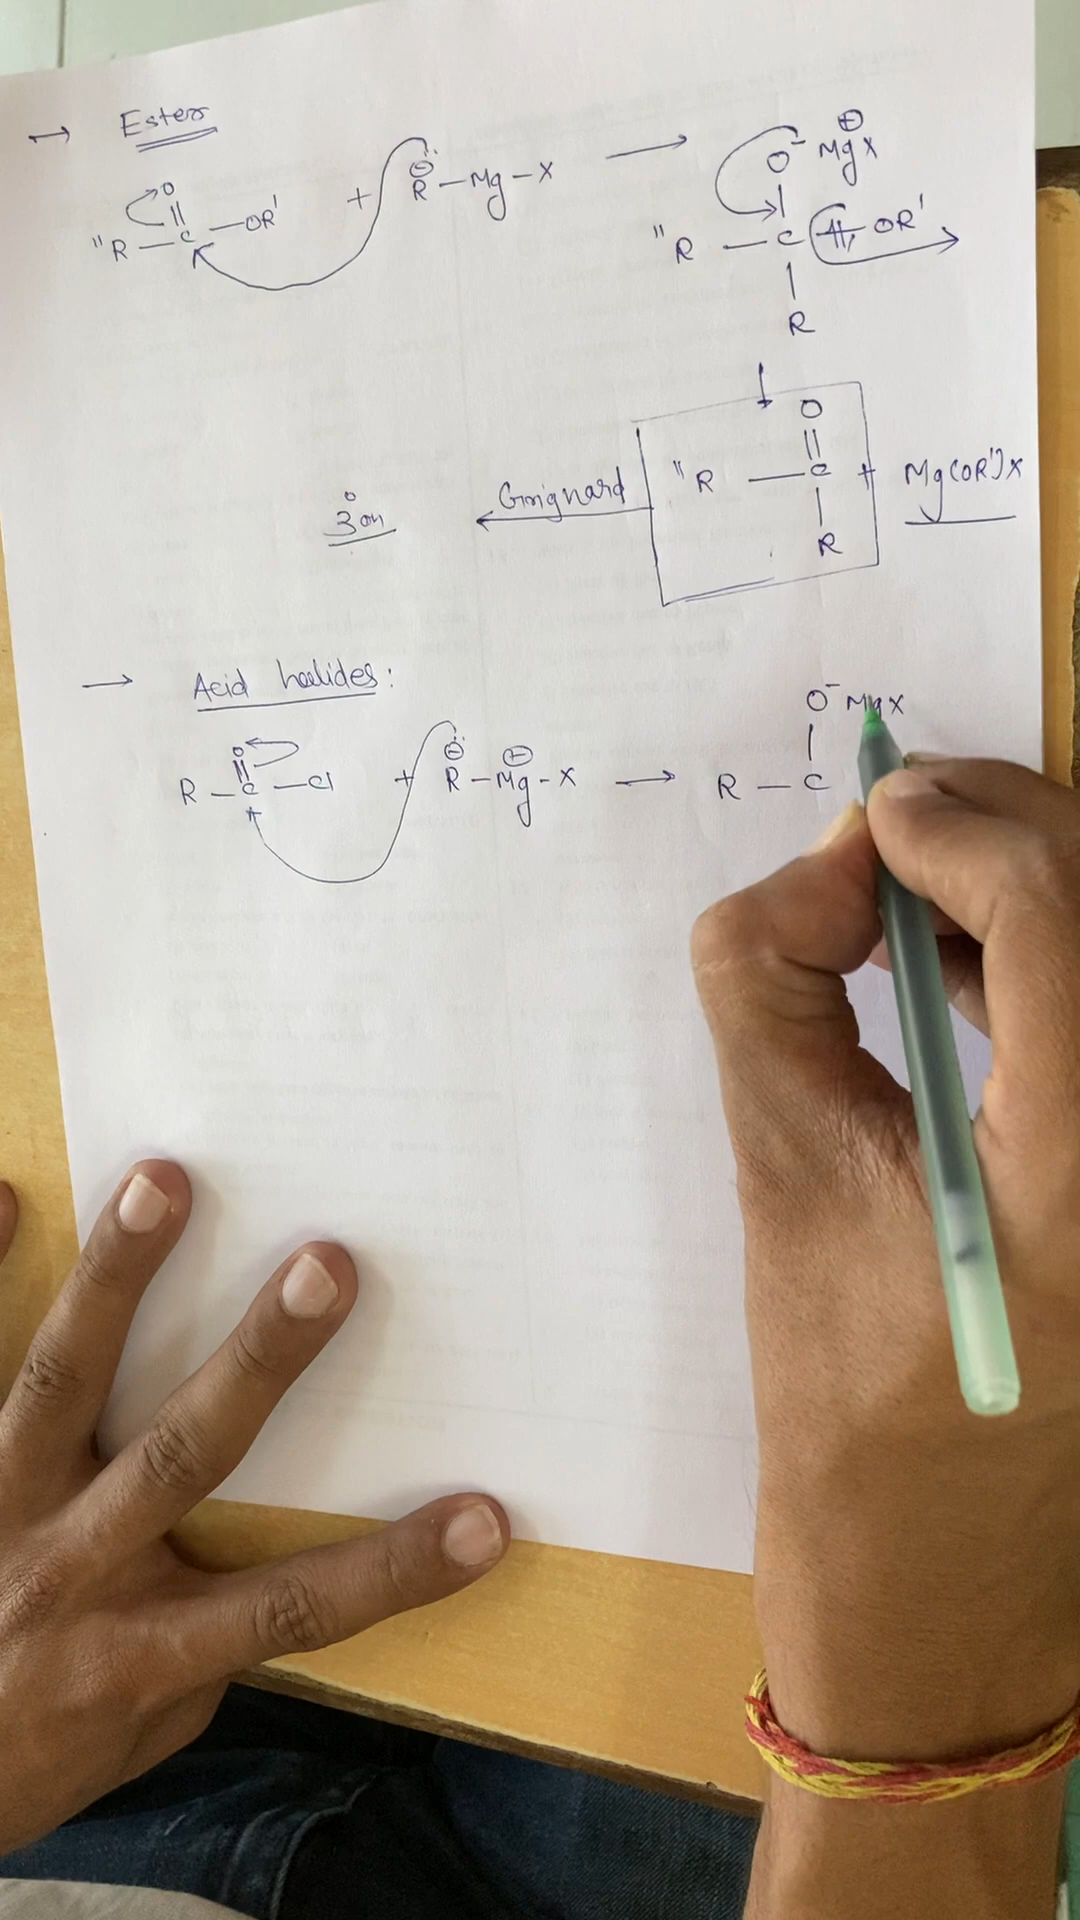 → Esters
O
"R — C — OR' + R — Mg — X → O⁻ Mg⊕X
"R — C — OR'
R
O
"R — C + Mg(OR')X
R
Grignard
3° OH
→ Acid halides:
O
R — C — Cl + R — Mg — X → R — C
⊖ ⊕
O⁻ MgX